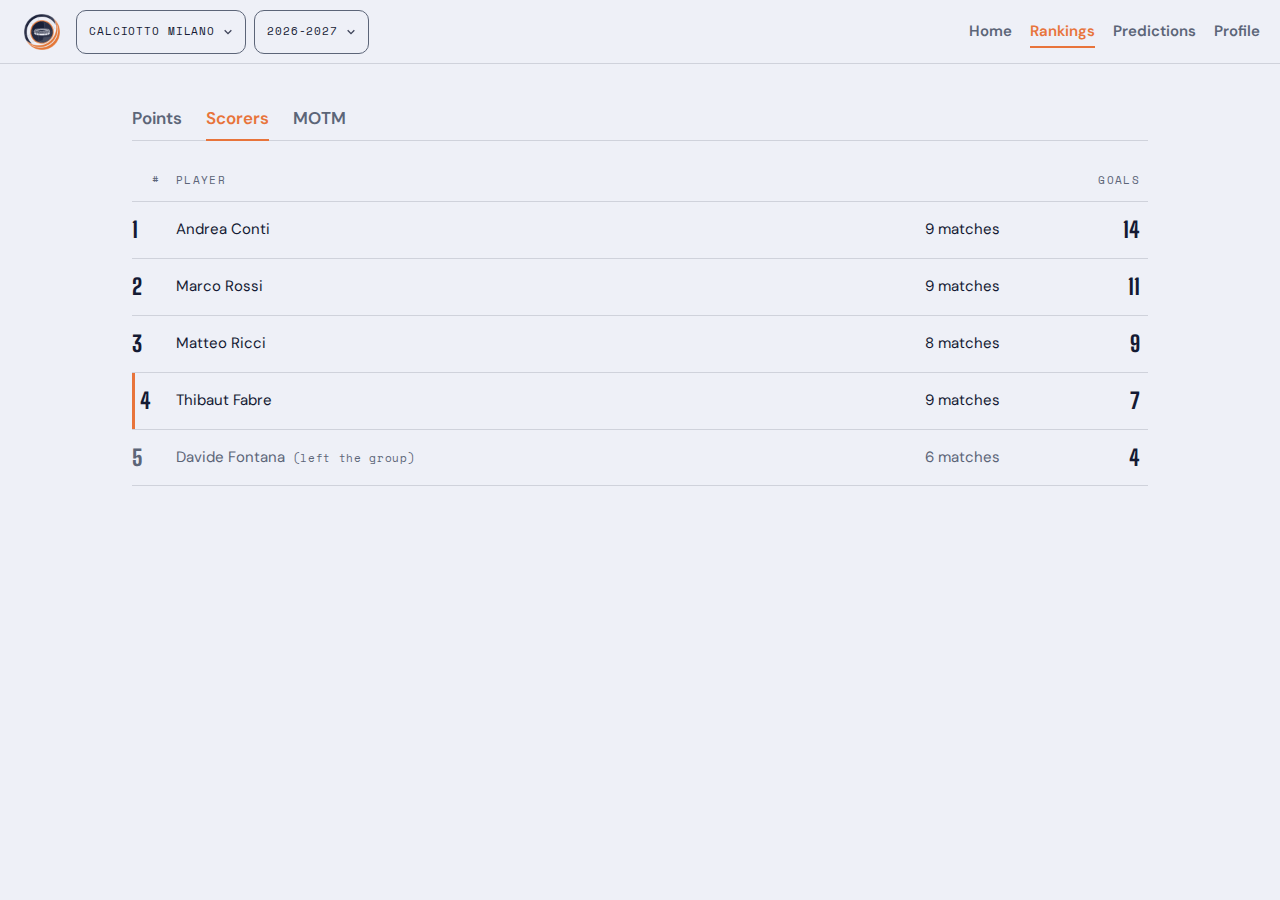 CALCIOTTO MILANO 2026-2027 Home Rankings Predictions Profile
Points Scorers MOTM
# PLAYER GOALS
1 Andrea Conti 9 matches 14
2 Marco Rossi 9 matches 11
3 Matteo Ricci 8 matches 9
4 Thibaut Fabre 9 matches 7
5 Davide Fontana (left the group) 6 matches 4